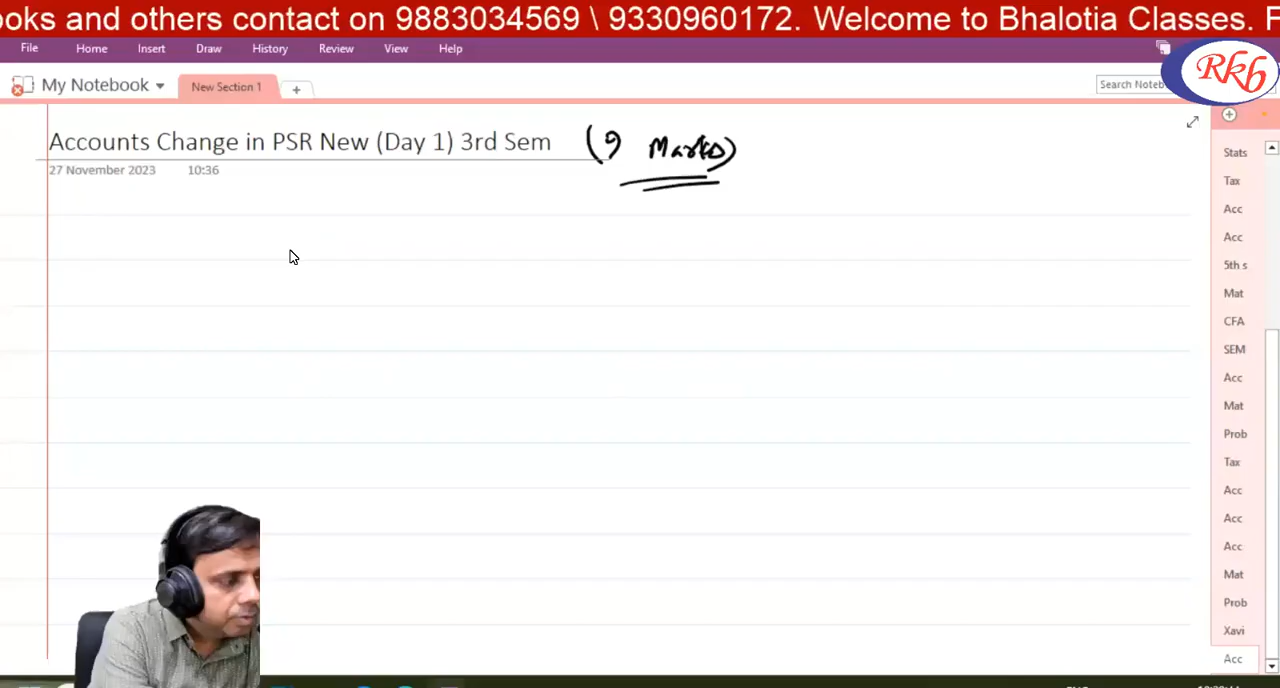 ooks and others contact on 9883034569 \ 9330960172. Welcome to Bhalotia Classes. F
File Home Insert Draw History Review View Help
My Notebook New Section 1 + Search Noteb
Rkb
Accounts Change in PSR New (Day 1) 3rd Sem (9 Marks)
27 November 2023 10:36
Stats
Tax
Acc
Acc
5th s
Mat
CFA
SEM
Acc
Mat
Prob
Tax
Acc
Acc
Acc
Mat
Prob
Xavi
Acc